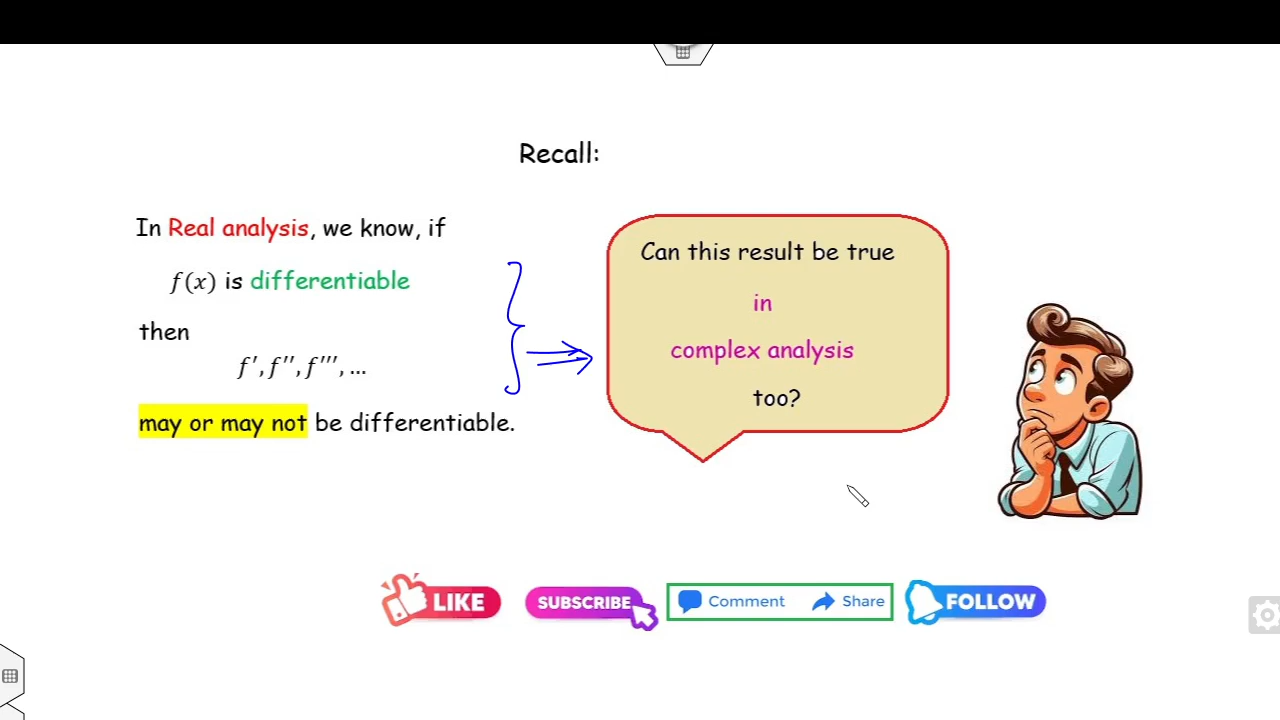 Recall:
In Real analysis, we know, if
f(x) is differentiable
then
f′, f″, f‴, ...
may or may not be differentiable.
Can this result be true
in
complex analysis
too?
LIKE
SUBSCRIBE
Comment
Share
FOLLOW